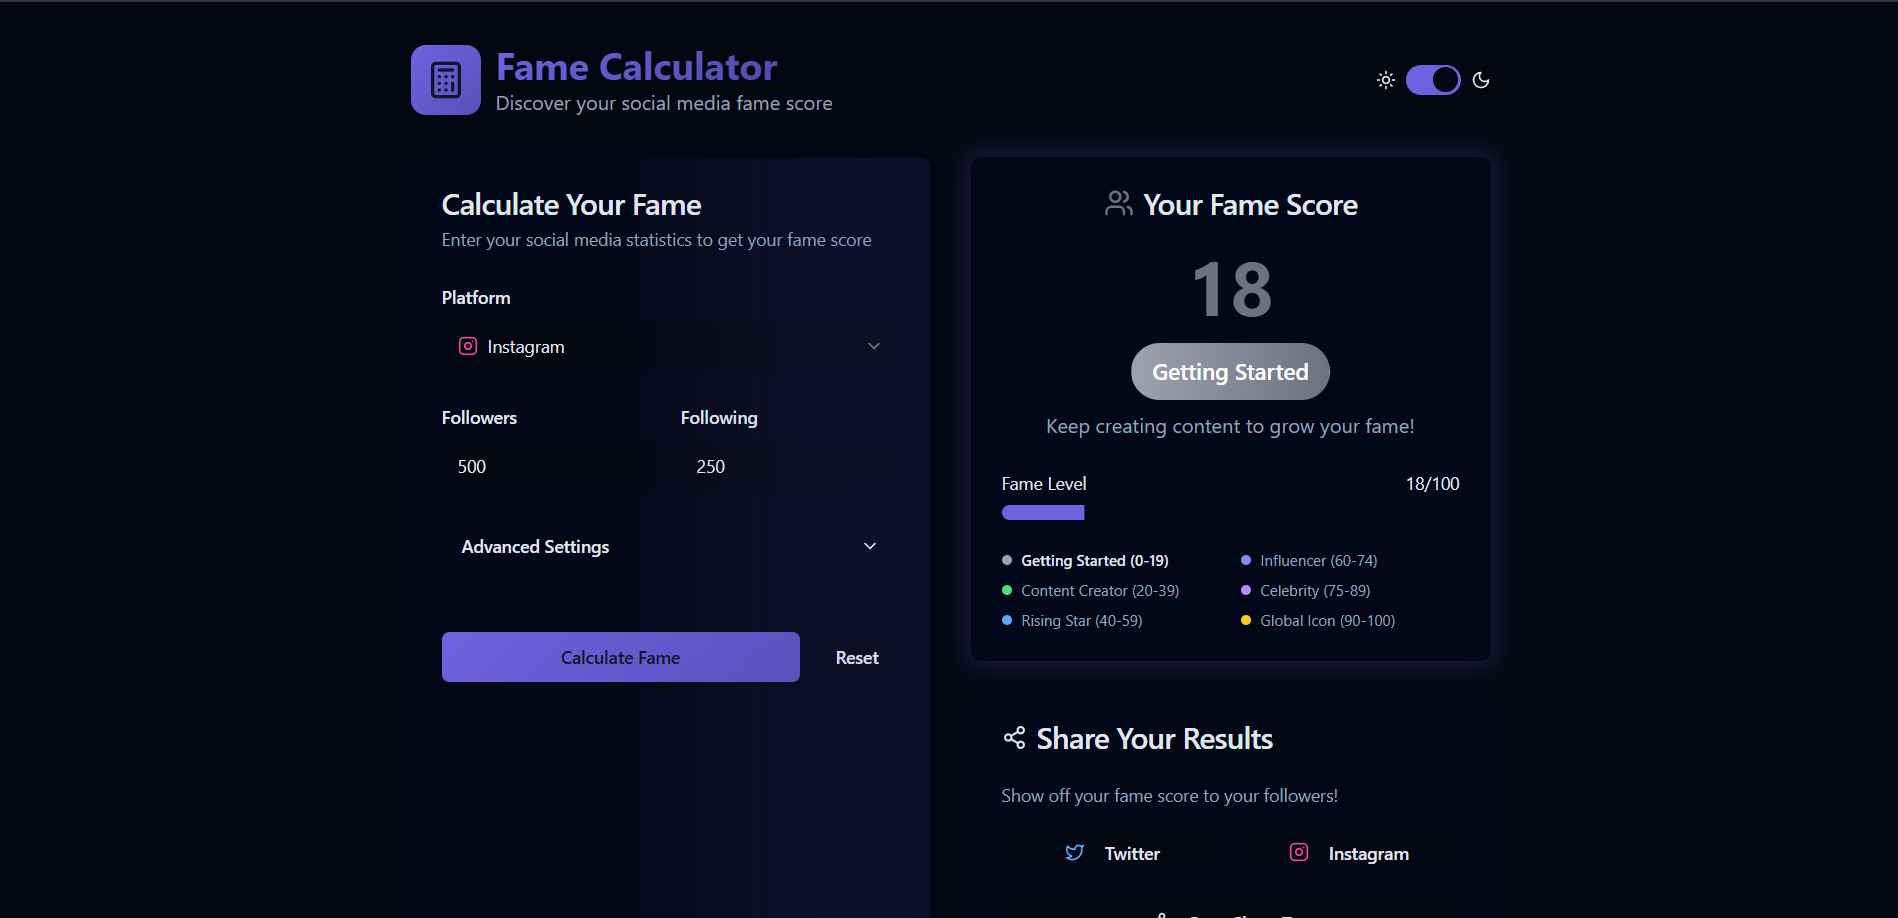 Fame Calculator
Discover your social media fame score
Calculate Your Fame
Enter your social media statistics to get your fame score
Platform
Instagram
Followers
Following
500
250
Advanced Settings
Calculate Fame
Reset
Your Fame Score
18
Getting Started
Keep creating content to grow your fame!
Fame Level
18/100
Getting Started (0-19)
Influencer (60-74)
Content Creator (20-39)
Celebrity (75-89)
Rising Star (40-59)
Global Icon (90-100)
Share Your Results
Show off your fame score to your followers!
Twitter
Instagram